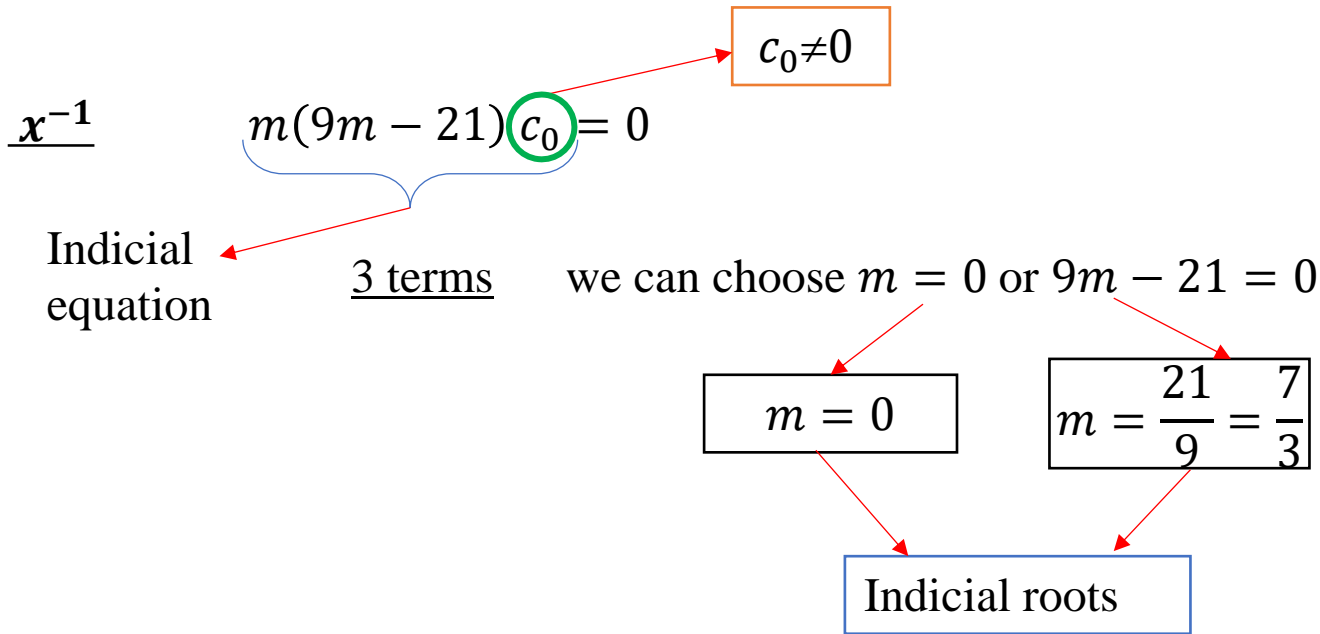 c₀≠0
x⁻¹ m(9m − 21) c₀ = 0
Indicial
equation
3 terms we can choose m = 0 or 9m − 21 = 0
m = 0
m = 21/9 = 7/3
Indicial roots